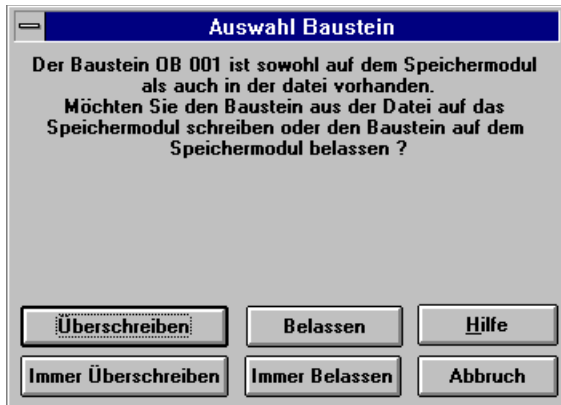 Auswahl Baustein
Der Baustein OB 001 ist sowohl auf dem Speichermodul
als auch in der datei vorhanden.
Möchten Sie den Baustein aus der Datei auf das
Speichermodul schreiben oder den Baustein auf dem
Speichermodul belassen ?
Überschreiben Belassen Hilfe
Immer Überschreiben Immer Belassen Abbruch